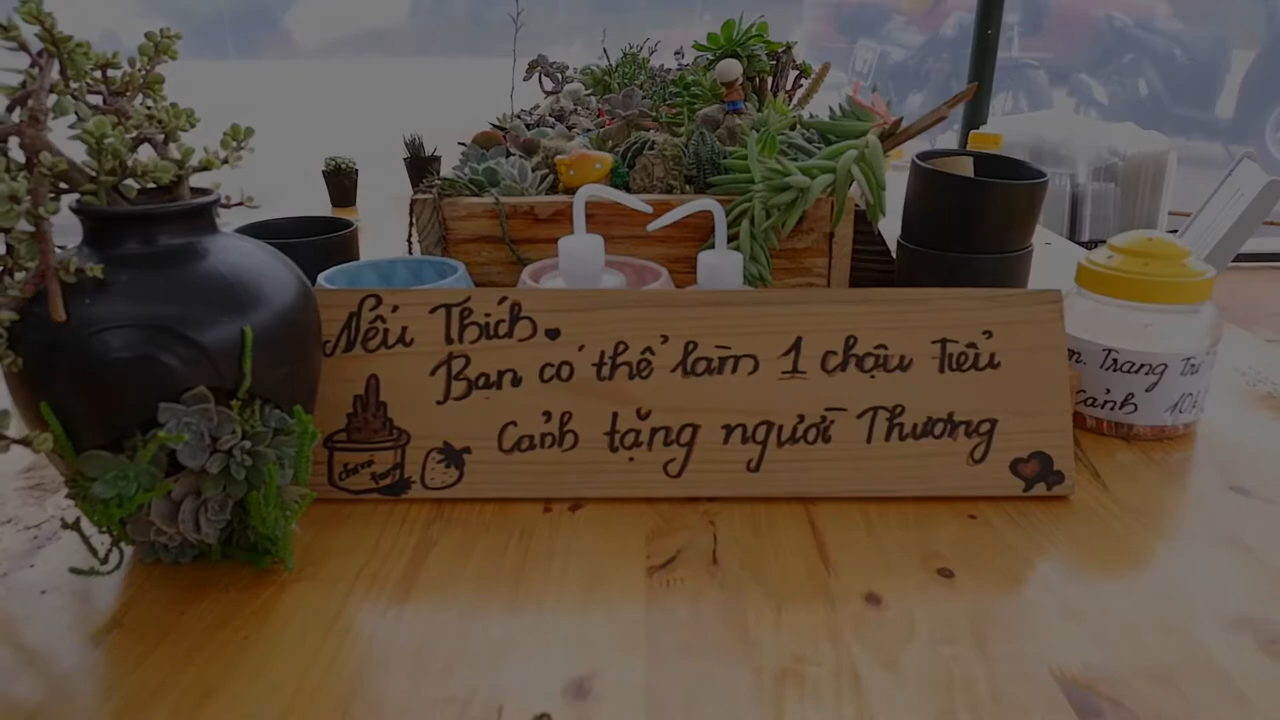 Nếu Thích
Bạn có thể làm 1 chậu Tiểu
Cảnh tặng người Thương
Trang Trí
Cảnh 10k